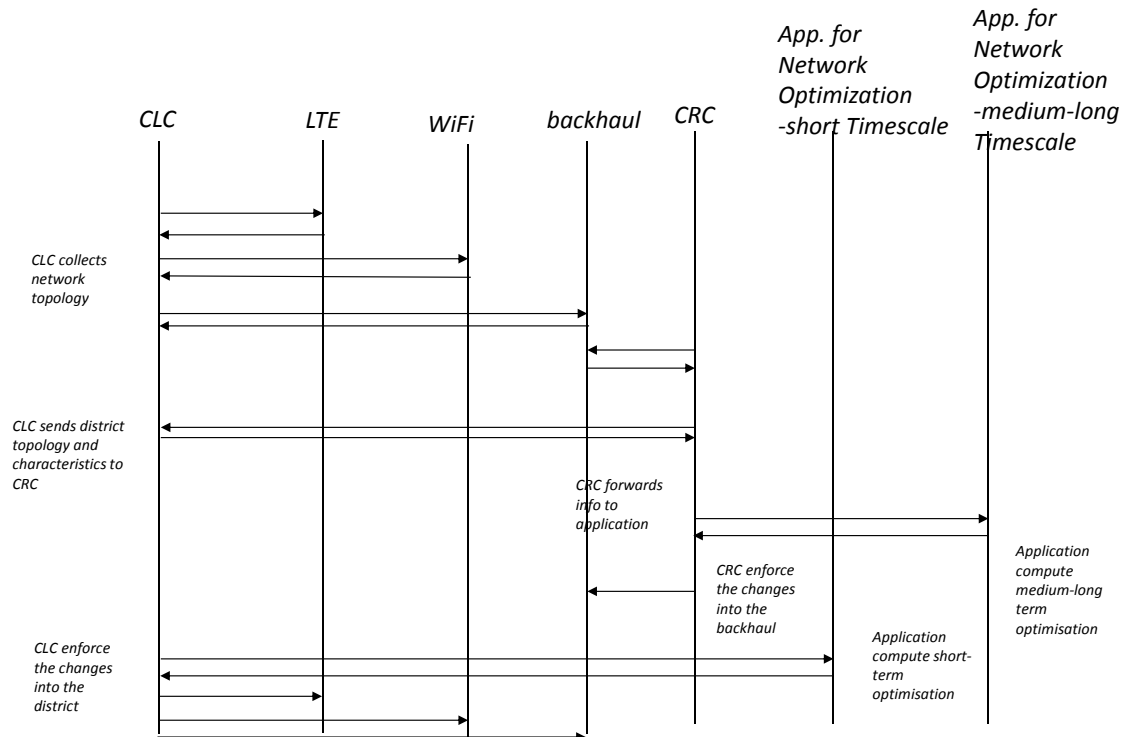 App. for
Network
Optimization
-short Timescale
App. for
Network
Optimization
-medium-long
Timescale
CLC
LTE
WiFi
backhaul
CRC
CLC collects
network
topology
CLC sends district
topology and
characteristics to
CRC
CRC forwards
info to
application
Application
compute
medium-long
term
optimisation
CRC enforce
the changes
into the
backhaul
CLC enforce
the changes
into the
district
Application
compute short-
term
optimisation